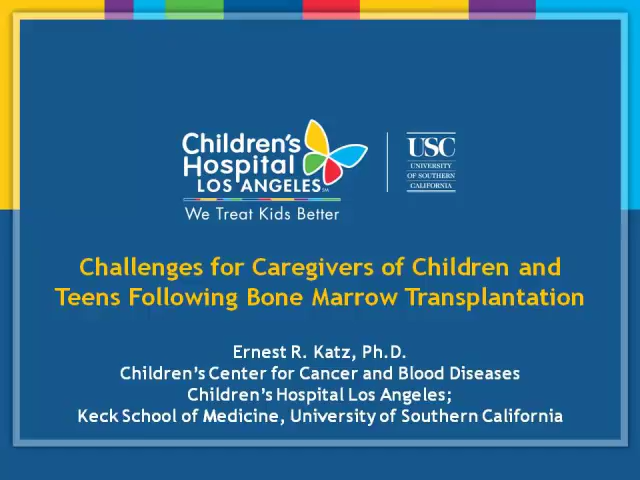 Children's
Hospital
LOS ANGELES SM
We Treat Kids Better
USC
UNIVERSITY
OF SOUTHERN
CALIFORNIA
Challenges for Caregivers of Children and
Teens Following Bone Marrow Transplantation
Ernest R. Katz, Ph.D.
Children's Center for Cancer and Blood Diseases
Children's Hospital Los Angeles;
Keck School of Medicine, University of Southern California